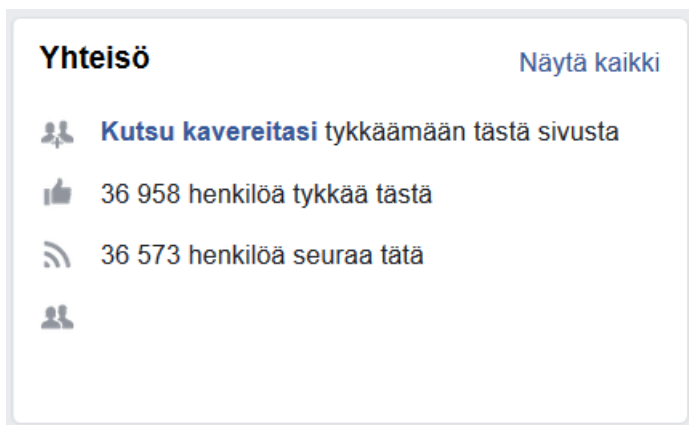 Yhteisö
Näytä kaikki
Kutsu kavereitasi tykkäämään tästä sivusta
36 958 henkilöä tykkää tästä
36 573 henkilöä seuraa tätä